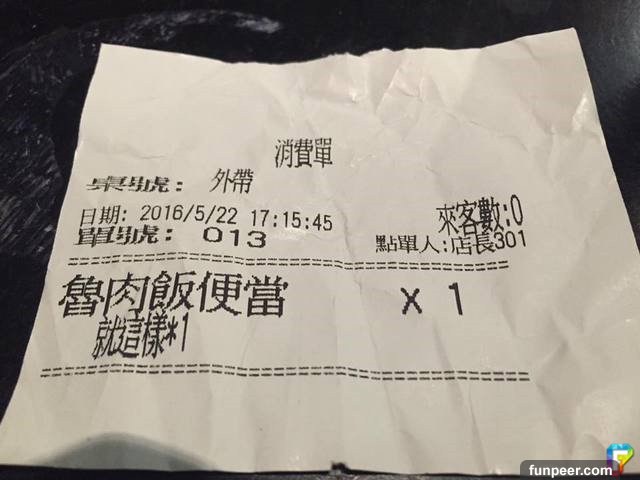 消費單
桌號: 外帶
日期: 2016/5/22 17:15:45 來客數:0
單號: 013 點單人:店長301
魯肉飯便當 X 1
就這樣*1
funpeer.com